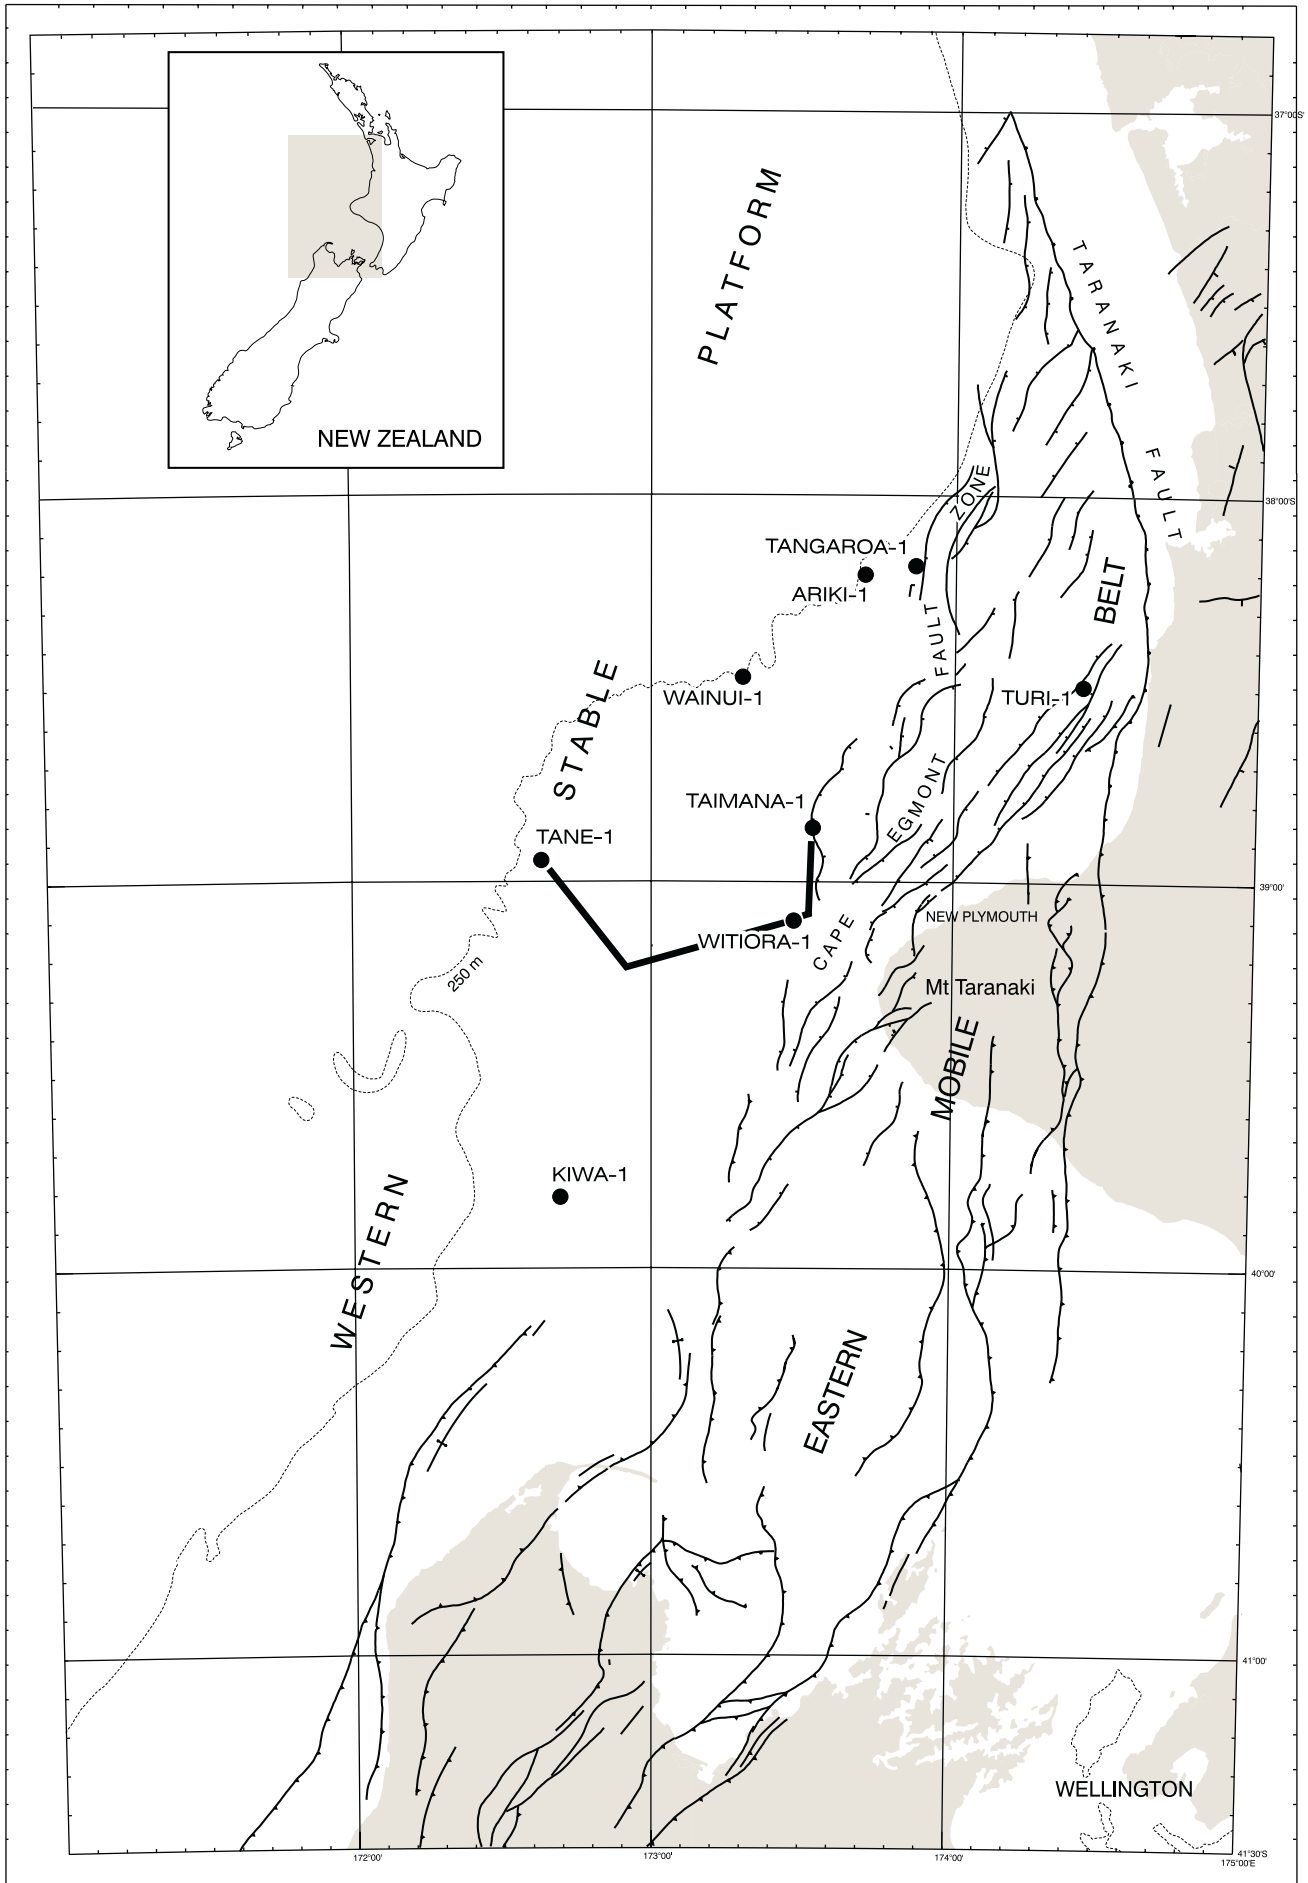 37°00'S
PLATFORM
NEW ZEALAND
TARANAKI FAULT
38°00'S
ZONE
TANGAROA-1
ARIKI-1
BELT
FAULT
WAINUI-1
TURI-1
STABLE
EGMONT
TAIMANA-1
TANE-1
39°00'
NEW PLYMOUTH
WITIORA-1
CAPE
250 m
Mt Taranaki
MOBILE
KIWA-1
WESTERN
40°00'
EASTERN
41°00'
WELLINGTON
172°00'
173°00'
174°00'
41°30'S
175°00'E